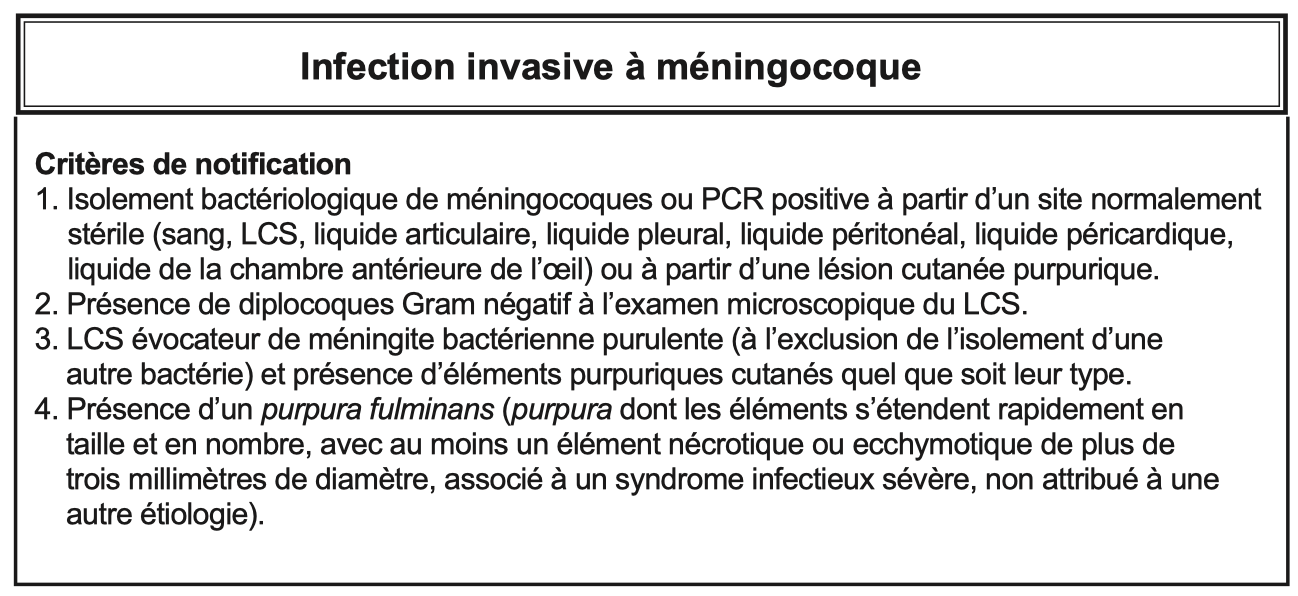 Infection invasive à méningocoque
Critères de notification
1. Isolement bactériologique de méningocoques ou PCR positive à partir d’un site normalement
stérile (sang, LCS, liquide articulaire, liquide pleural, liquide péritonéal, liquide péricardique,
liquide de la chambre antérieure de l’œil) ou à partir d’une lésion cutanée purpurique.
2. Présence de diplocoques Gram négatif à l’examen microscopique du LCS.
3. LCS évocateur de méningite bactérienne purulente (à l’exclusion de l’isolement d’une
autre bactérie) et présence d’éléments purpuriques cutanés quel que soit leur type.
4. Présence d’un purpura fulminans (purpura dont les éléments s’étendent rapidement en
taille et en nombre, avec au moins un élément nécrotique ou ecchymotique de plus de
trois millimètres de diamètre, associé à un syndrome infectieux sévère, non attribué à une
autre étiologie).